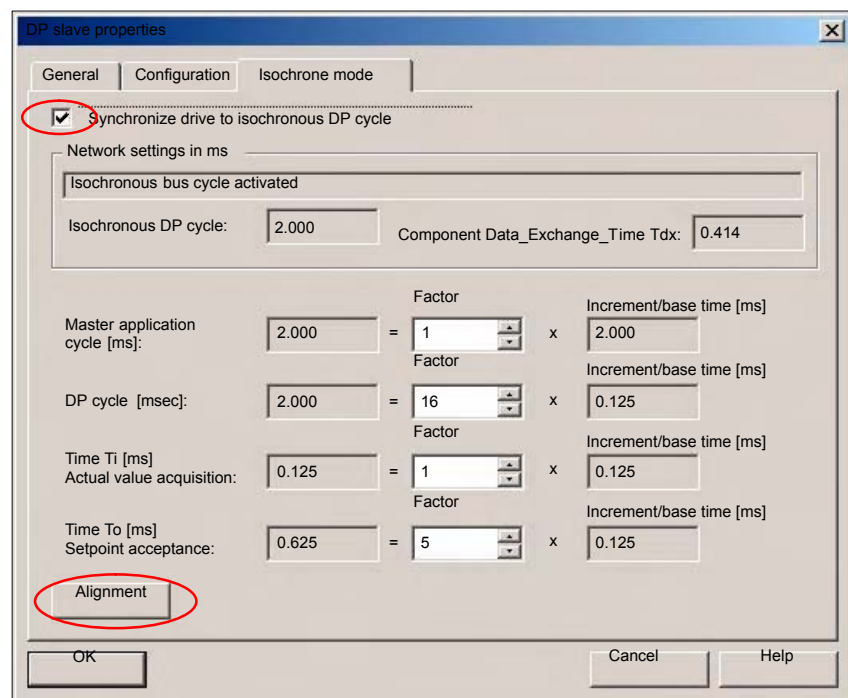 DP slave properties
General
Configuration
Isochrone mode
Synchronize drive to isochronous DP cycle
Network settings in ms
Isochronous bus cycle activated
Isochronous DP cycle:
2.000
Component Data_Exchange_Time Tdx:
0.414
Factor
Increment/base time [ms]
Master application
cycle [ms]:
2.000
=
1
x
2.000
Factor
Increment/base time [ms]
DP cycle [msec]:
2.000
=
16
x
0.125
Factor
Increment/base time [ms]
Time Ti [ms]
Actual value acquisition:
0.125
=
1
x
0.125
Factor
Increment/base time [ms]
Time To [ms]
Setpoint acceptance:
0.625
=
5
x
0.125
Alignment
OK
Cancel
Help